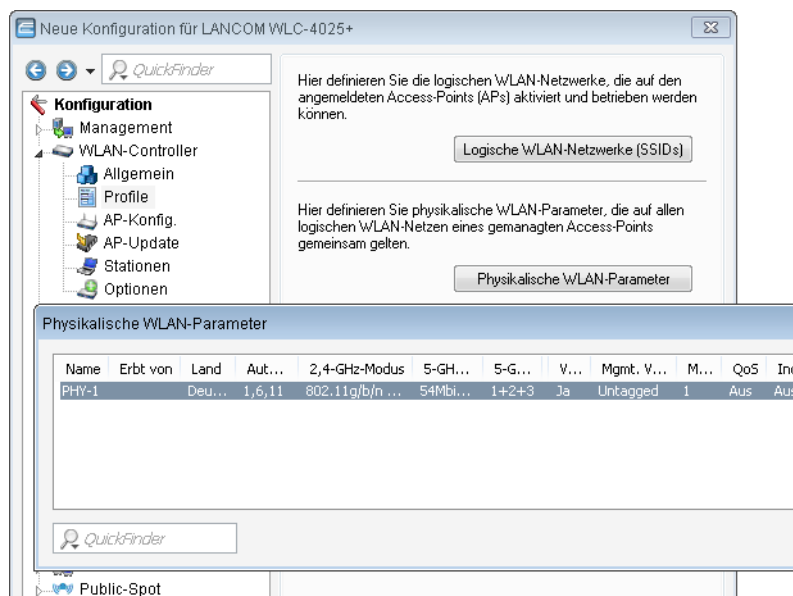 Neue Konfiguration für LANCOM WLC-4025+
QuickFinder
Konfiguration
Management
WLAN-Controller
Allgemein
Profile
AP-Konfig.
AP-Update
Stationen
Optionen
Hier definieren Sie die logischen WLAN-Netzwerke, die auf den
angemeldeten Access-Points (APs) aktiviert und betrieben werden
können.
Logische WLAN-Netzwerke (SSIDs)
Hier definieren Sie physikalische WLAN-Parameter, die auf allen
logischen WLAN-Netzen eines gemanagten Access-Points
gemeinsam gelten.
Physikalische WLAN-Parameter
Physikalische WLAN-Parameter
Name Erbt von Land Aut... 2,4-GHz-Modus 5-GH... 5-G... V... Mgmt. V... M... QoS
PHY-1 Deu... 1,6,11 802.11g/b/n ... 54Mbi... 1+2+3 Ja Untagged 1 Aus Aus
QuickFinder
Public-Spot